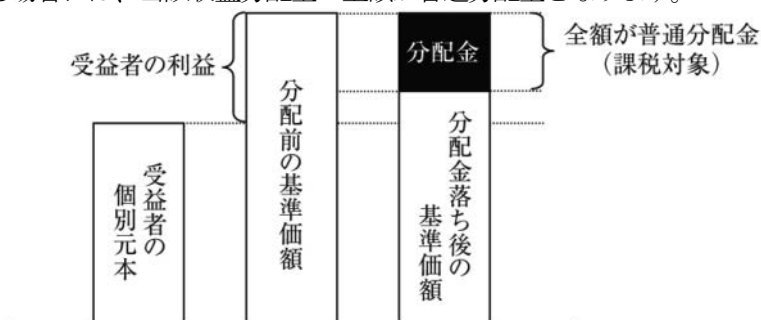 受益者の利益
分配金
全額が普通分配金
（課税対象）
受益者の
個別元本
分配前の基準価額
分配金落ち後の
基準価額